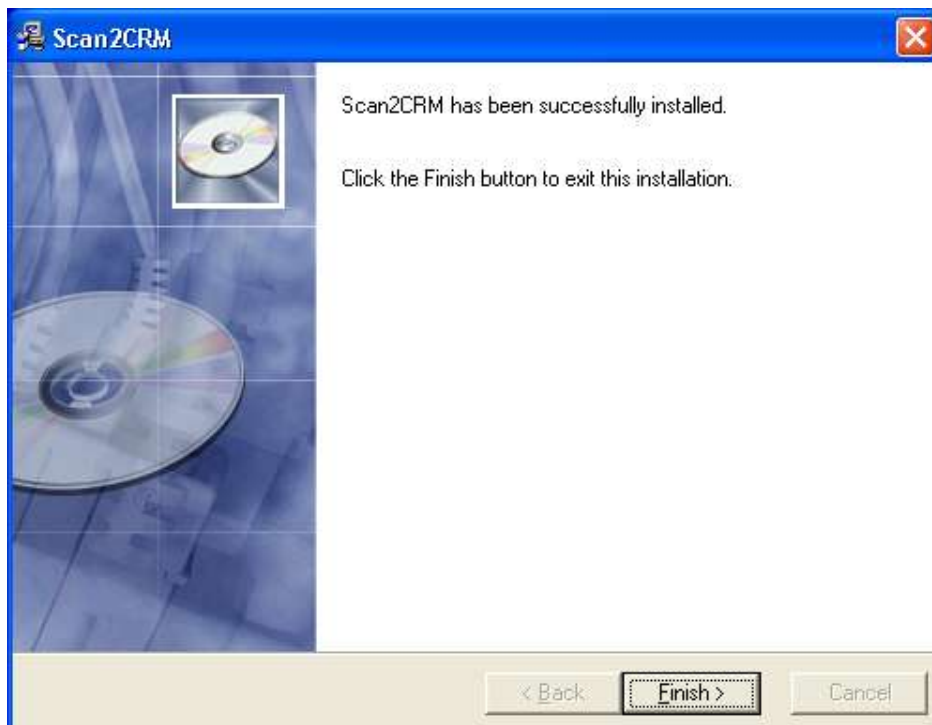 Scan2CRM
Scan2CRM has been successfully installed.
Click the Finish button to exit this installation.
< Back
Finish >
Cancel